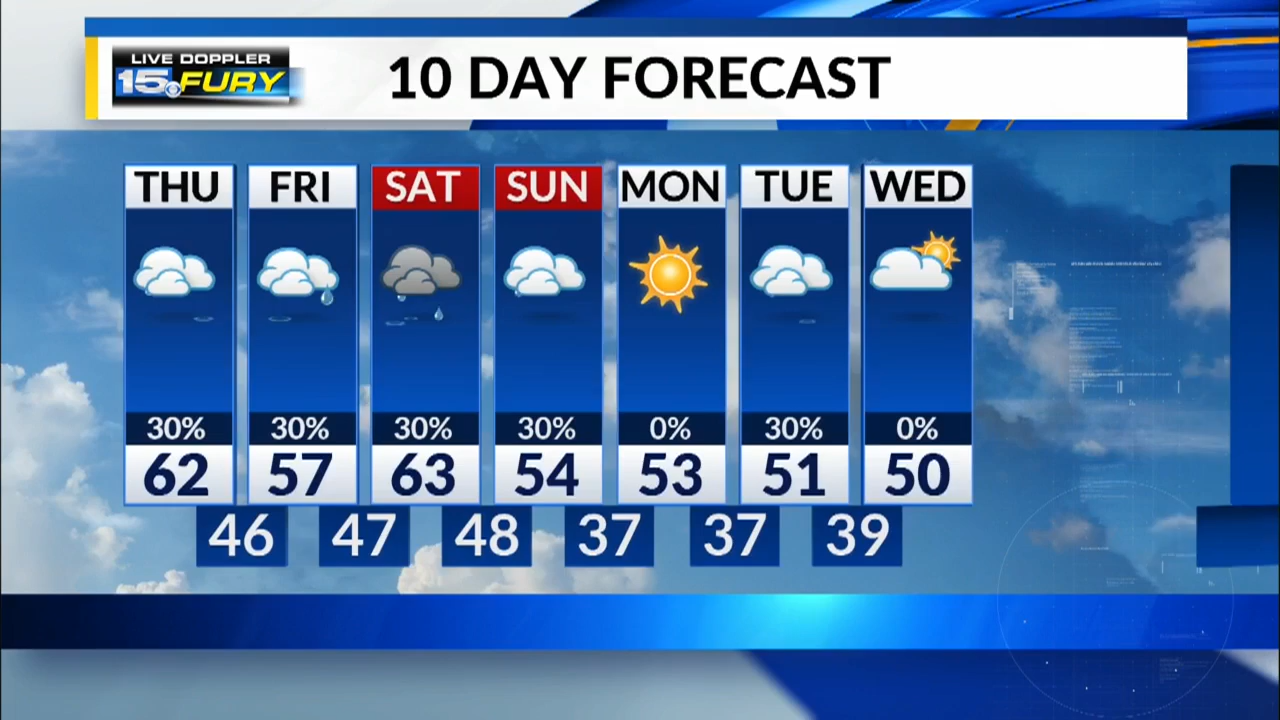 LIVE DOPPLER
15 FURY
10 DAY FORECAST
THU FRI SAT SUN MON TUE WED
30% 30% 30% 30% 0% 30% 0%
62 57 63 54 53 51 50
46 47 48 37 37 39